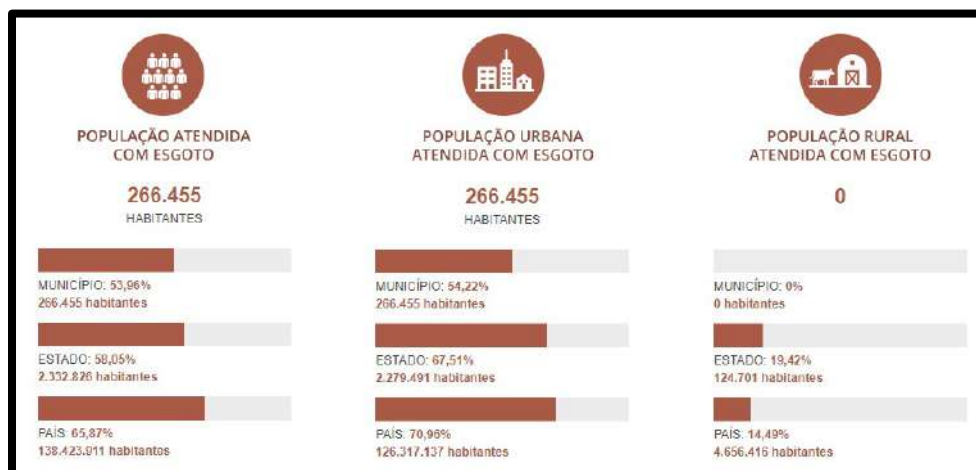 POPULAÇÃO ATENDIDA
COM ESGOTO
266.455
HABITANTES
MUNICÍPIO: 53,96%
266.455 habitantes
ESTADO: 58,05%
2.332.826 habitantes
PAÍS: 65,87%
138.423.911 habitantes
POPULAÇÃO URBANA
ATENDIDA COM ESGOTO
266.455
HABITANTES
MUNICÍPIO: 54,22%
266.455 habitantes
ESTADO: 67,51%
2.279.491 habitantes
PAÍS: 70,96%
126.317.137 habitantes
POPULAÇÃO RURAL
ATENDIDA COM ESGOTO
0
MUNICÍPIO: 0%
0 habitantes
ESTADO: 19,42%
124.701 habitantes
PAÍS: 14,49%
4.656.416 habitantes